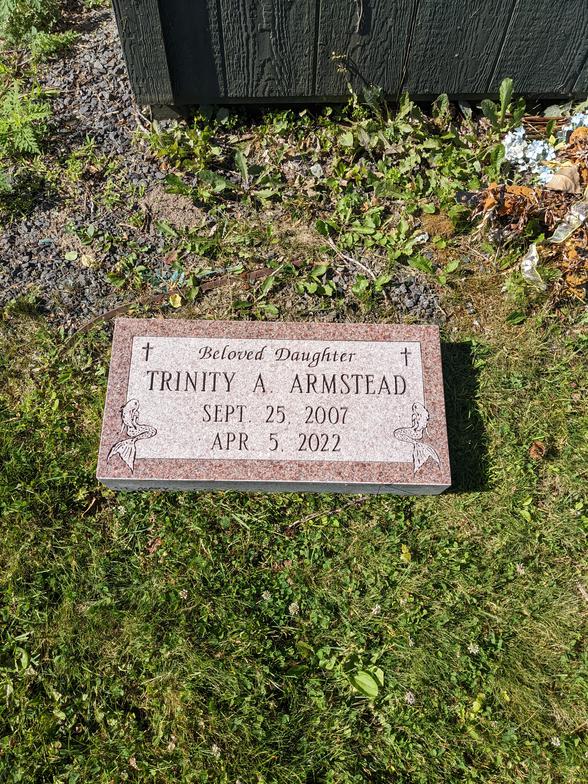 Beloved Daughter
TRINITY A. ARMSTEAD
SEPT. 25, 2007
APR. 5, 2022